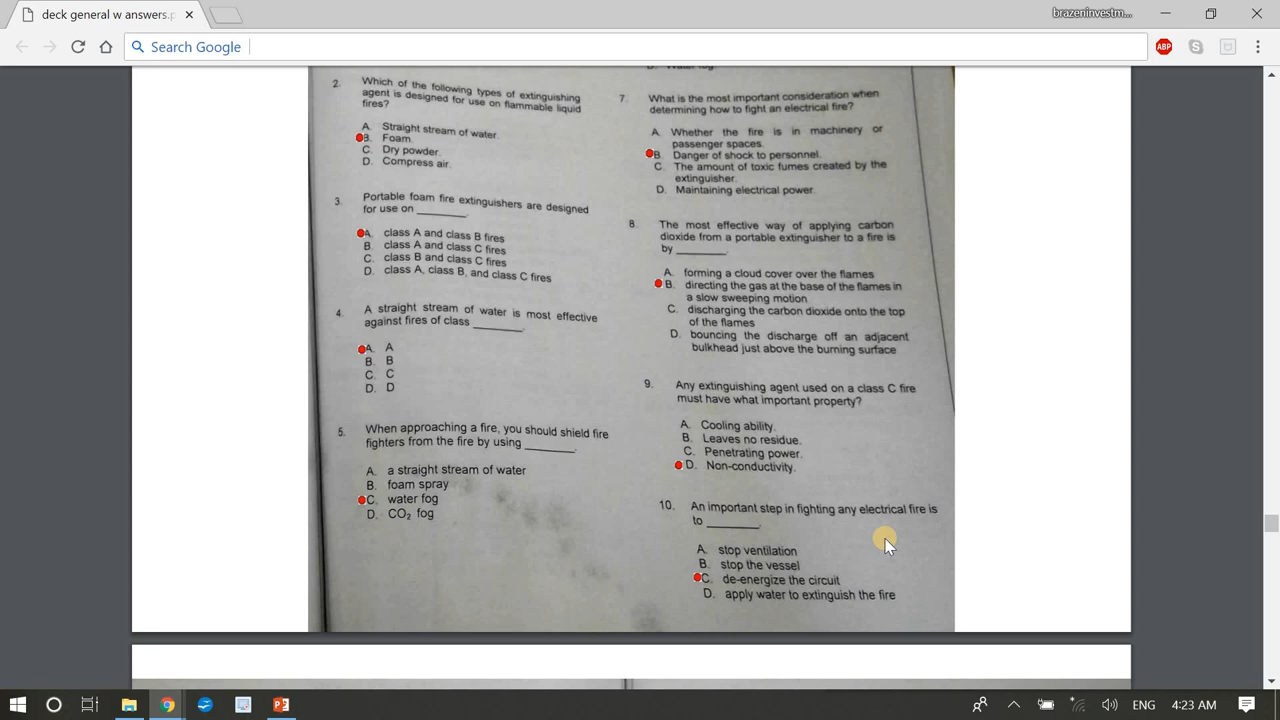 deck general w answers.p
brazeninvestm...
Search Google
ABP
2. Which of the following types of extinguishing
agent is designed for use on flammable liquid
fires?
A. Straight stream of water.
B. Foam.
C. Dry powder.
D. Compress air.
3. Portable foam fire extinguishers are designed
for use on ________.
A. class A and class B fires
B. class A and class C fires
C. class B and class C fires
D. class A, class B, and class C fires
4. A straight stream of water is most effective
against fires of class ________.
A. A
B. B
C. C
D. D
5. When approaching a fire, you should shield fire
fighters from the fire by using ________.
A. a straight stream of water
B. foam spray
C. water fog
D. CO₂ fog
D. Water fog.
7. What is the most important consideration when
determining how to fight an electrical fire?
A. Whether the fire is in machinery or
passenger spaces.
B. Danger of shock to personnel.
C. The amount of toxic fumes created by the
extinguisher.
D. Maintaining electrical power.
8. The most effective way of applying carbon
dioxide from a portable extinguisher to a fire is
by ________.
A. forming a cloud cover over the flames
B. directing the gas at the base of the flames in
a slow sweeping motion
C. discharging the carbon dioxide onto the top
of the flames
D. bouncing the discharge off an adjacent
bulkhead just above the burning surface
9. Any extinguishing agent used on a class C fire
must have what important property?
A. Cooling ability.
B. Leaves no residue.
C. Penetrating power.
D. Non-conductivity.
10. An important step in fighting any electrical fire is
to ________.
A. stop ventilation
B. stop the vessel
C. de-energize the circuit
D. apply water to extinguish the fire
ENG
4:23 AM